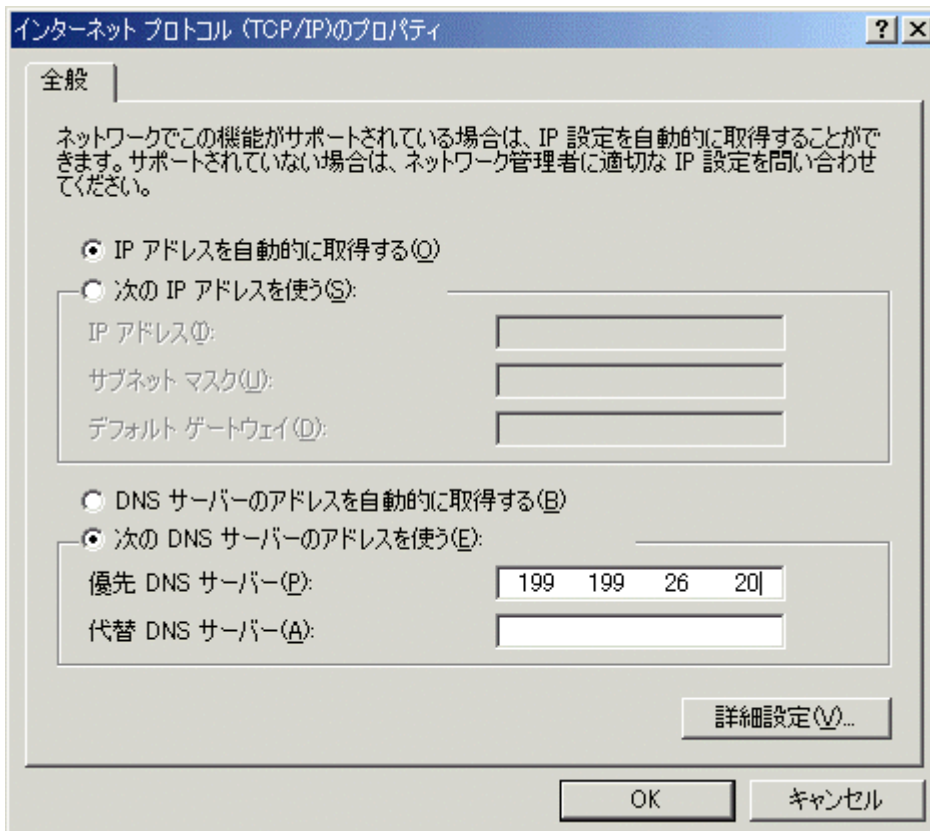 インターネット プロトコル (TCP/IP)のプロパティ
全般
ネットワークでこの機能がサポートされている場合は、IP 設定を自動的に取得することがで
きます。サポートされていない場合は、ネットワーク管理者に適切な IP 設定を問い合わせ
てください。
IP アドレスを自動的に取得する(O)
次の IP アドレスを使う(S):
IP アドレス(I):
サブネット マスク(U):
デフォルト ゲートウェイ(D):
DNS サーバーのアドレスを自動的に取得する(B)
次の DNS サーバーのアドレスを使う(E):
優先 DNS サーバー(P): 199 199 26 20
代替 DNS サーバー(A):
詳細設定(V)...
OK キャンセル